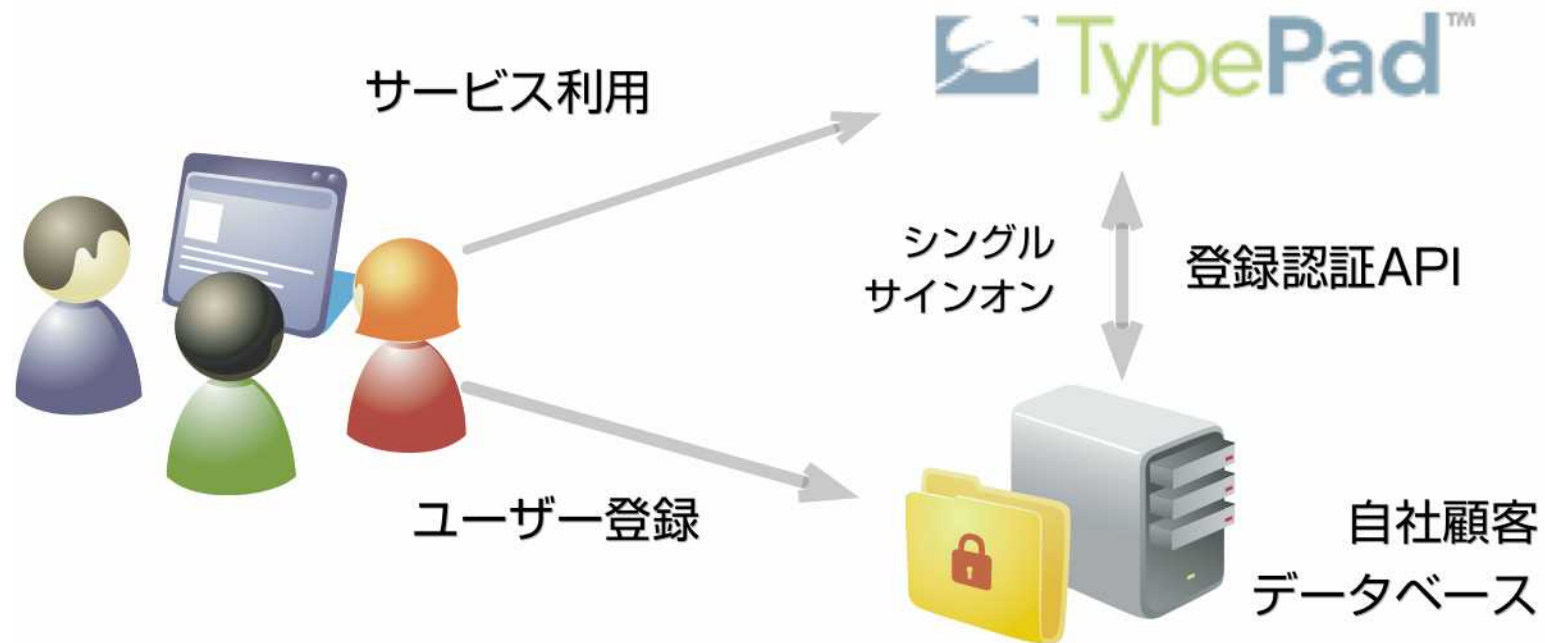 TypePad™
サービス利用
シングル
サインオン
登録認証API
ユーザー登録
自社顧客
データベース